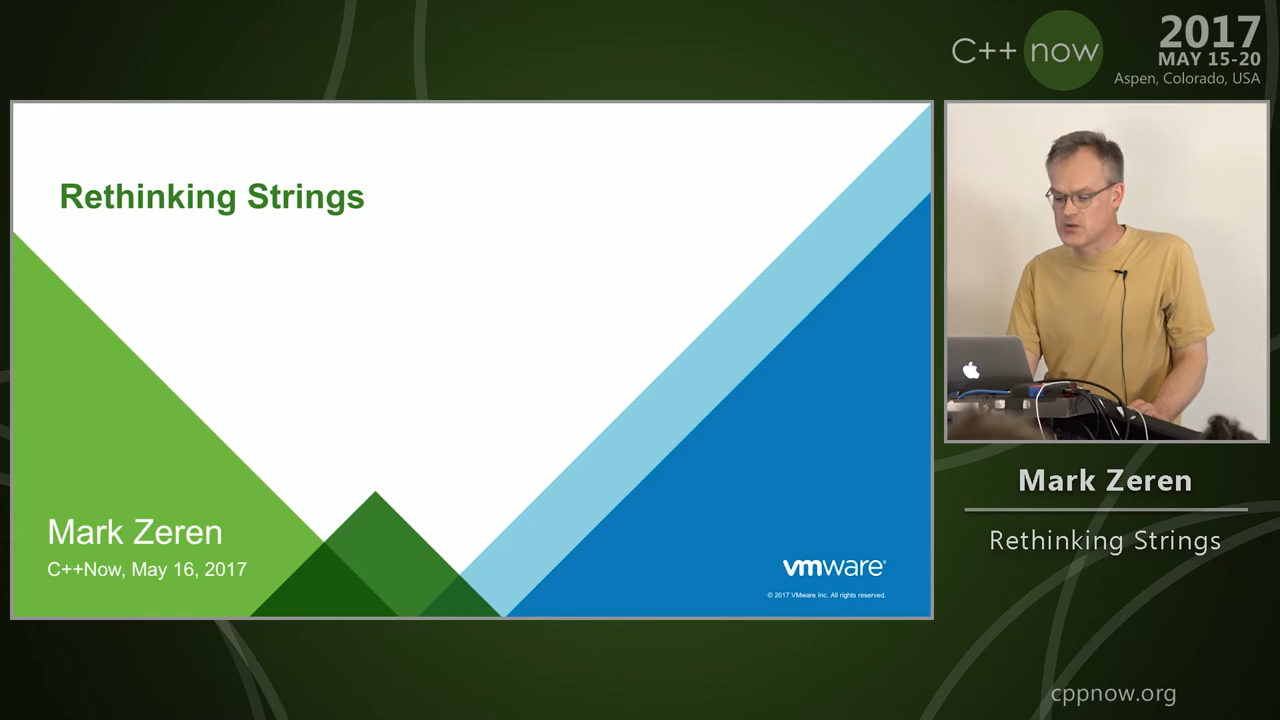 C++ now
2017
MAY 15-20
Aspen, Colorado, USA
Rethinking Strings
Mark Zeren
C++Now, May 16, 2017
vmware®
© 2017 VMware Inc. All rights reserved.
Mark Zeren
Rethinking Strings
cppnow.org